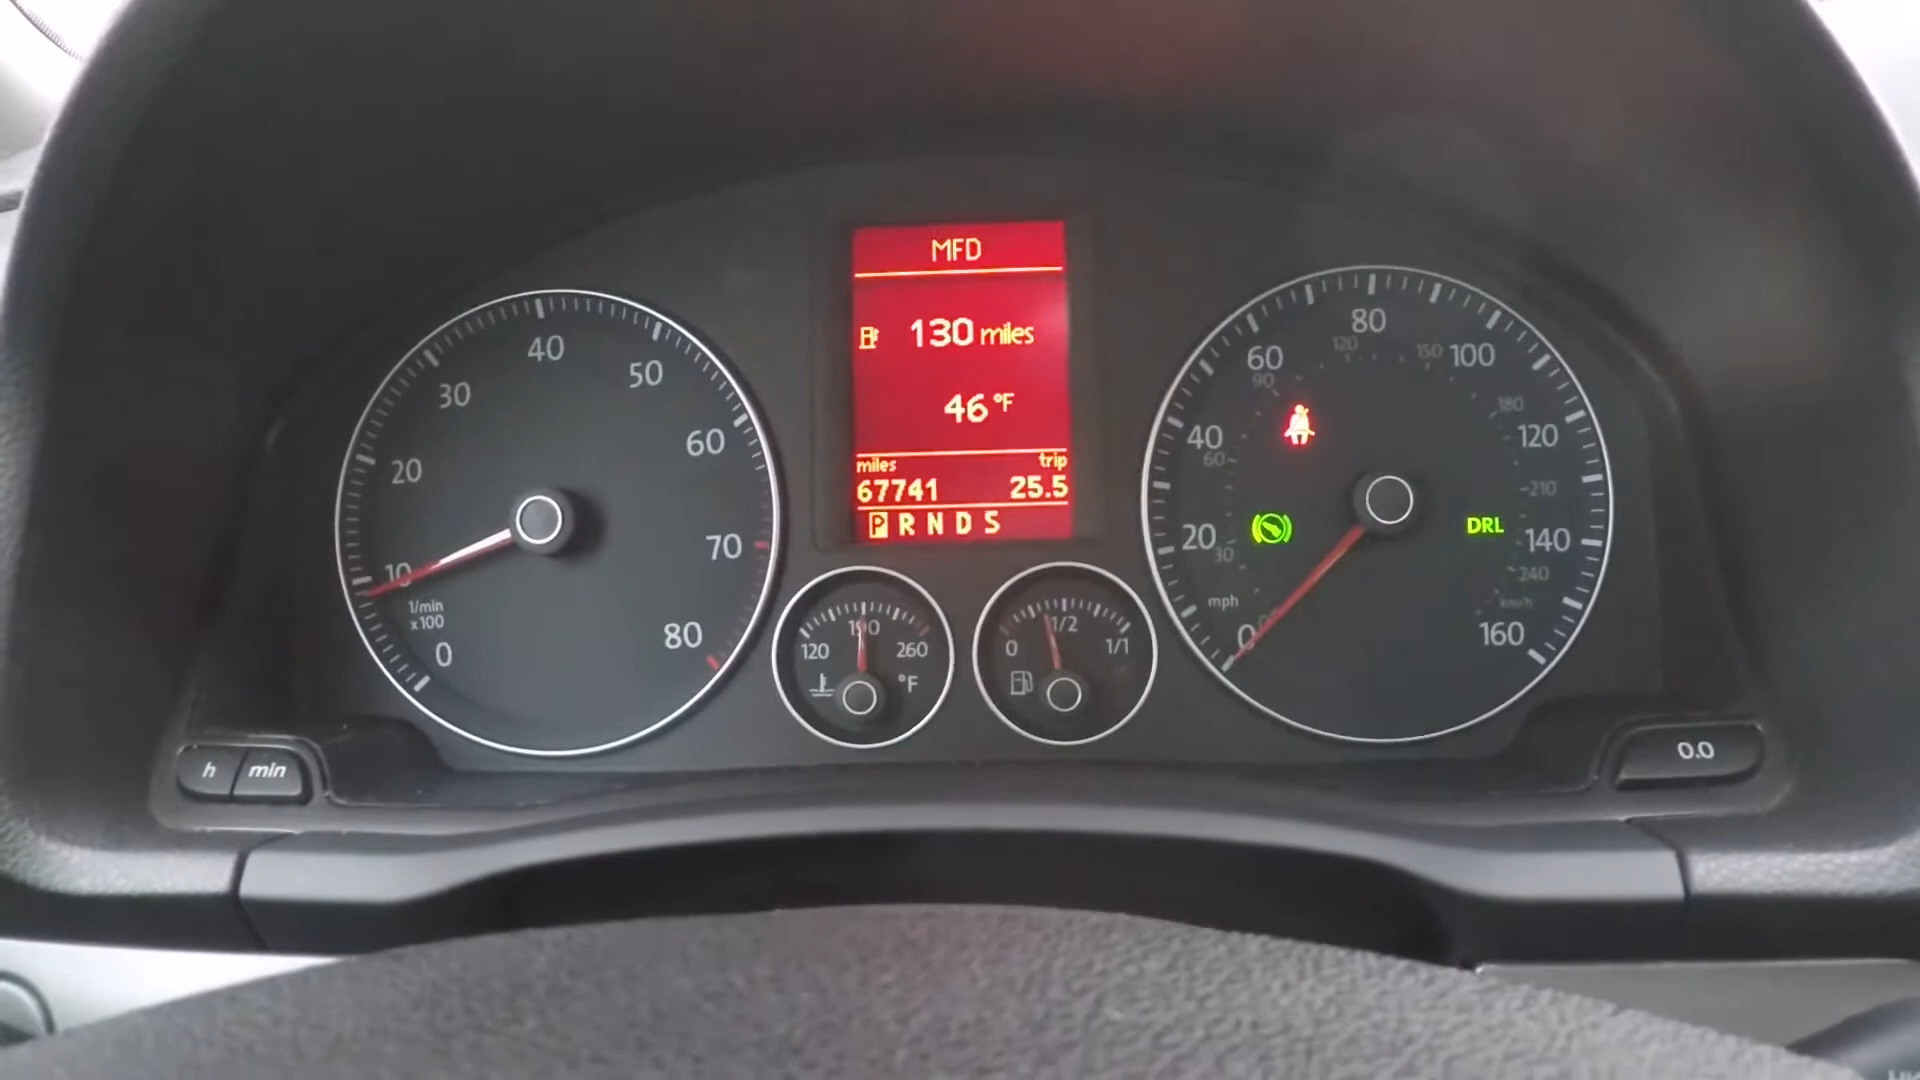 MFD
130 miles
46 °F
miles trip
67741 25.5
P R N D S
0 10 20 30 40 50 60 70 80
1/min
x 100
120 190 260
°F
0 1/2 1/1
0 20 40 60 80 100 120 140 160
mph
30 60 90 120 150 180 210 240
km/h
DRL
h min
0.0